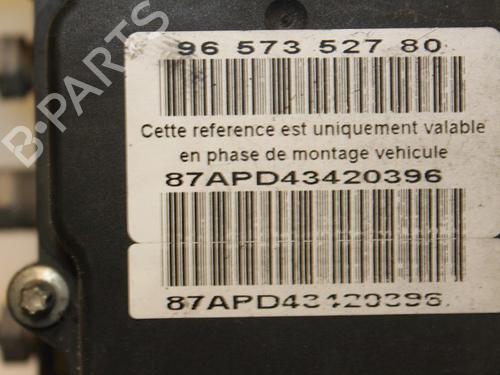 96 573 527 80
Cette reference est uniquement valable
en phase de montage vehicule
87APD43420396
87APD43420396
B-PARTS